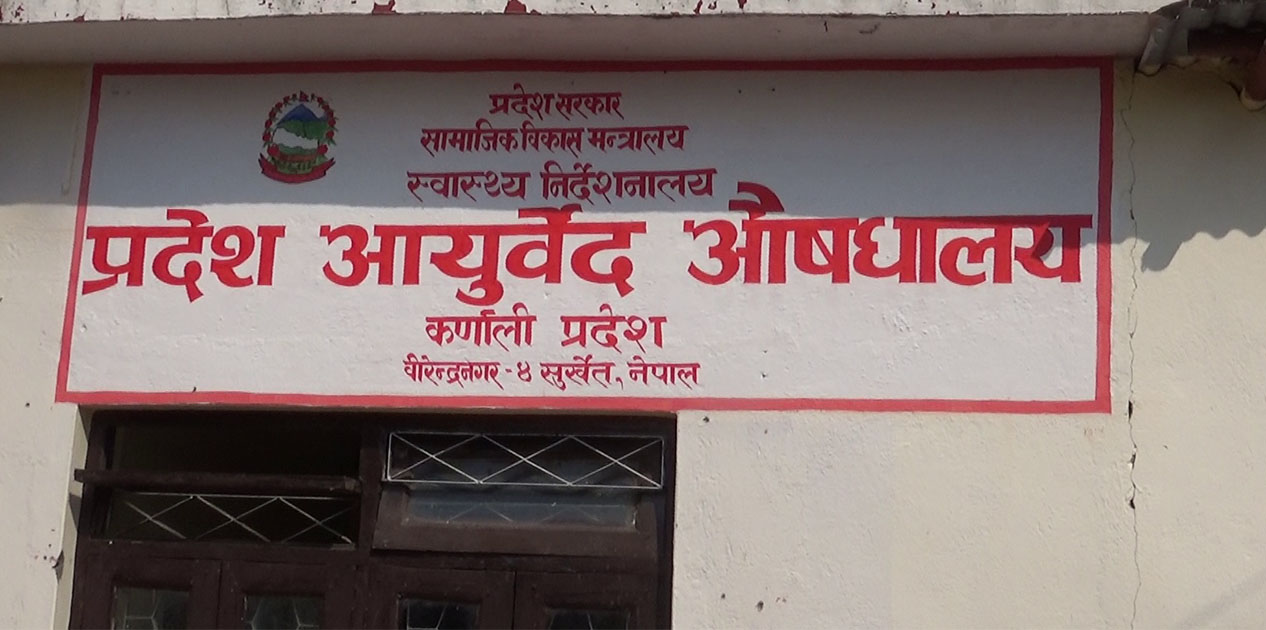 प्रदेश सरकार
सामाजिक विकास मन्त्रालय
स्वास्थ्य निर्देशनालय
प्रदेश आयुर्वेद औषधालय
कर्णाली प्रदेश
वीरेन्द्रनगर - ४ सुर्खेत, नेपाल